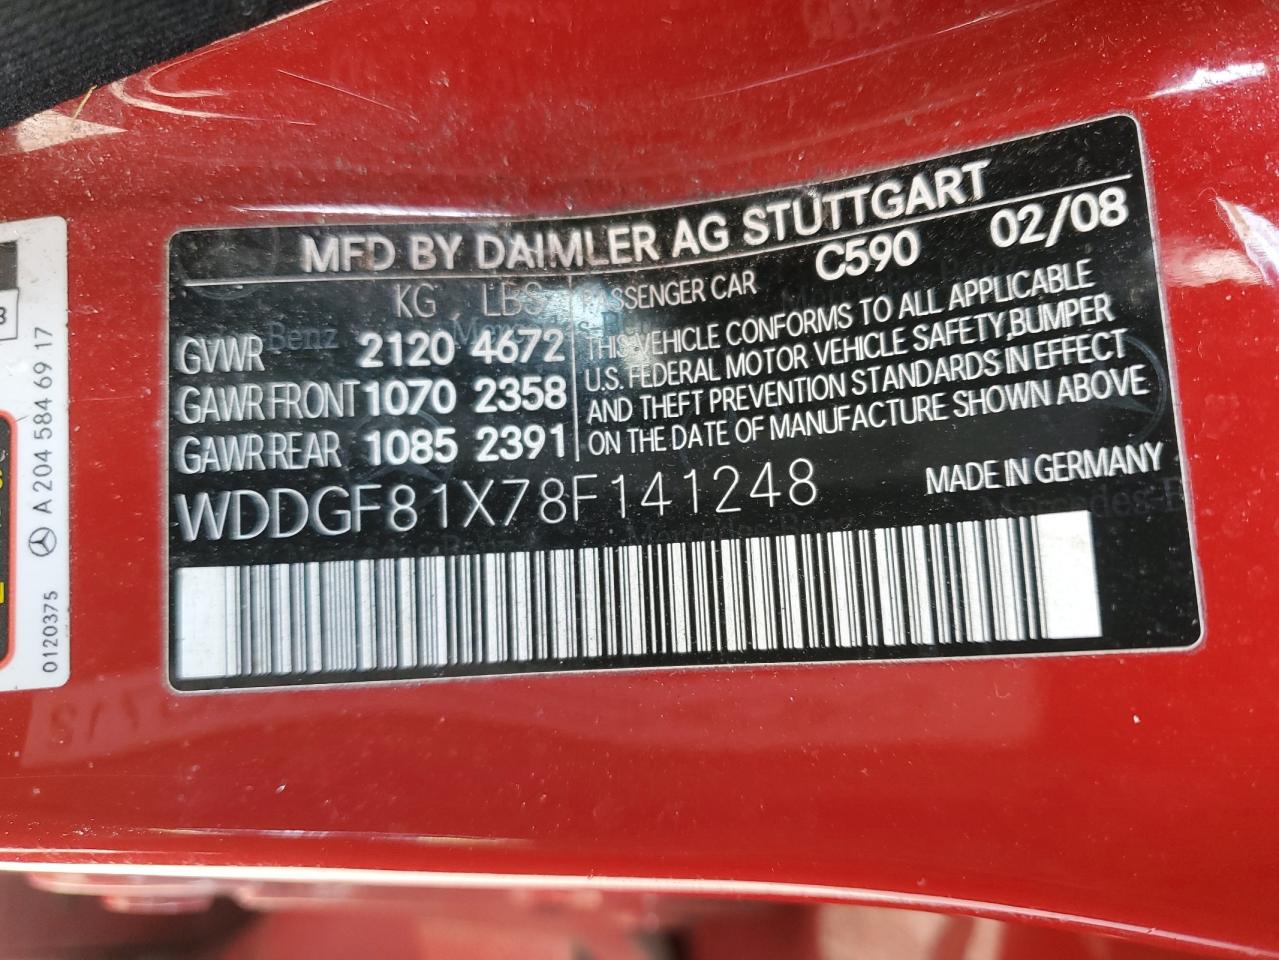 MFD BY DAIMLER AG STUTTGART
KG LBS PASSENGER CAR C590 02/08
GVWR 2120 4672
GAWR FRONT 1070 2358
GAWR REAR 1085 2391
THIS VEHICLE CONFORMS TO ALL APPLICABLE
U.S. FEDERAL MOTOR VEHICLE SAFETY,BUMPER
AND THEFT PREVENTION STANDARDS IN EFFECT
ON THE DATE OF MANUFACTURE SHOWN ABOVE
WDDGF81X78F141248 MADE IN GERMANY
0120375 A 204 584 69 17